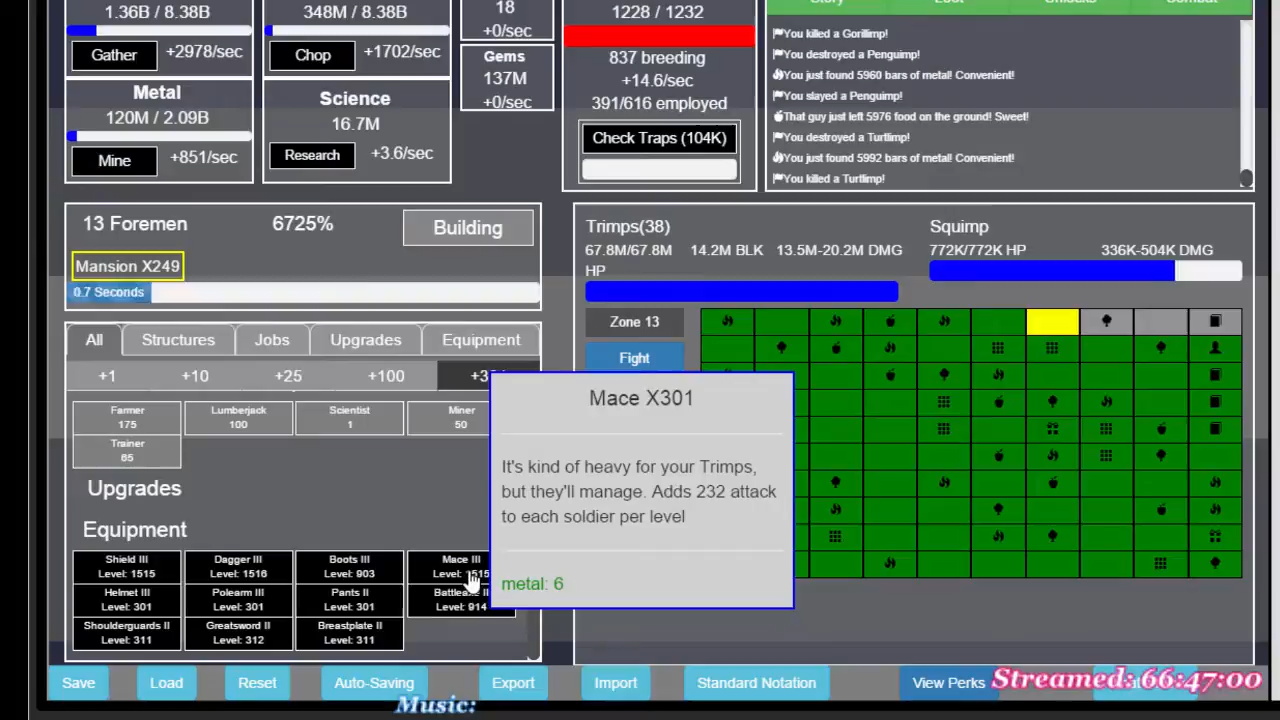 1.36B / 8.38B
Gather
+2978/sec
348M / 8.38B
Chop
+1702/sec
18
+0/sec
Gems
137M
+0/sec
Metal
120M / 2.09B
Mine
+851/sec
Science
16.7M
Research
+3.6/sec
1228 / 1232
837 breeding
+14.6/sec
391/616 employed
Check Traps (104K)
You killed a Gorillimp!
You destroyed a Penguimp!
You just found 5960 bars of metal! Convenient!
You slayed a Penguimp!
That guy just left 5976 food on the ground! Sweet!
You destroyed a Turtlimp!
You just found 5992 bars of metal! Convenient!
You killed a Turtlimp!
13 Foremen
6725%
Building
Mansion X249
0.7 Seconds
Trimps(38)
67.8M/67.8M HP
14.2M BLK
13.5M-20.2M DMG
Squimp
772K/772K HP
336K-504K DMG
Zone 13
Fight
All
Structures
Jobs
Upgrades
Equipment
+1
+10
+25
+100
Farmer
175
Lumberjack
100
Scientist
1
Miner
50
Trainer
85
Upgrades
Equipment
Shield III
Level: 1515
Dagger III
Level: 1516
Boots III
Level: 903
Mace III
Helmet III
Level: 301
Polearm III
Level: 301
Pants II
Level: 301
Level: 914
Shoulderguards II
Level: 311
Greatsword II
Level: 312
Breastplate II
Level: 311
Mace X301
It's kind of heavy for your Trimps,
but they'll manage. Adds 232 attack
to each soldier per level
metal: 6
Save
Load
Reset
Auto-Saving
Export
Import
Standard Notation
View Perks
Streamed: 66:47:00
Music: